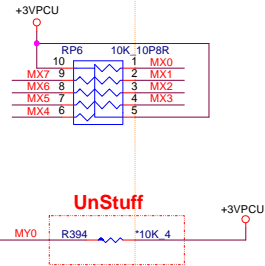 +3VPCU
RP6 10K_10P8R
10 1 MX0
MX7 9 2 MX1
MX6 8 3 MX2
MX5 7 4 MX3
MX4 6 5
UnStuff
+3VPCU
MY0 R394 *10K_4